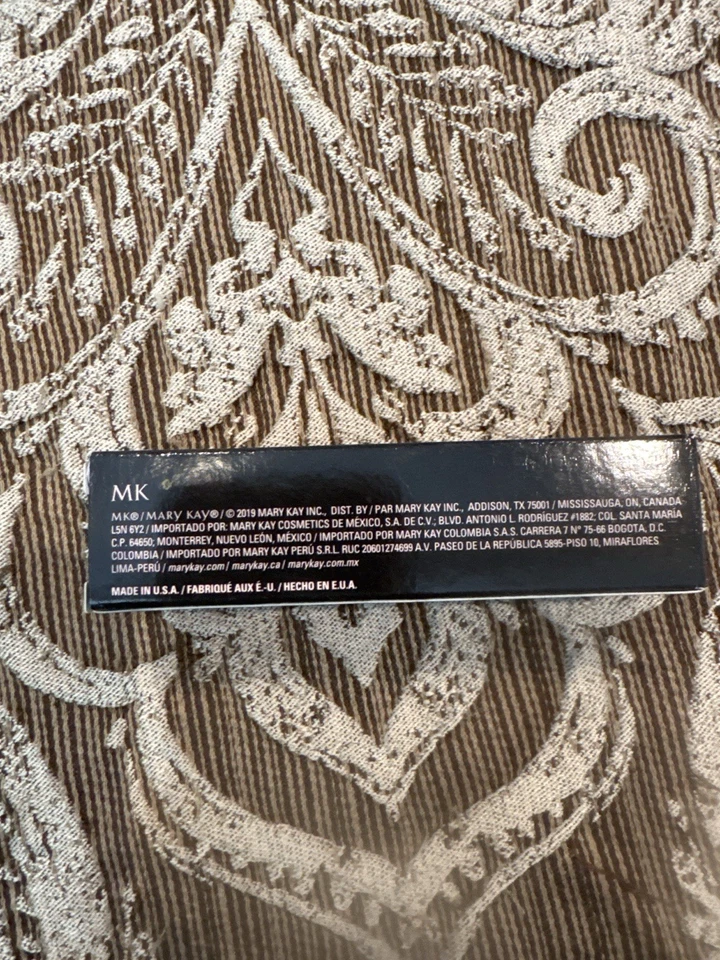 MK
MK®/MARY KAY®/© 2019 MARY KAY INC., DIST. BY / PAR MARY KAY INC., ADDISON, TX 75001 / MISSISSAUGA, ON, CANADA
L5N 6Y2 / IMPORTADO POR: MARY KAY COSMETICS DE MÉXICO, S.A. DE C.V.; BLVD. ANTONIO L. RODRÍGUEZ #1882; COL. SANTA MARÍA
C.P. 64650; MONTERREY, NUEVO LEÓN, MÉXICO / IMPORTADO POR MARY KAY COLOMBIA S.A.S. CARRERA 7 N° 75-66 BOGOTA, D.C.
COLOMBIA / IMPORTADO POR MARY KAY PERÚ S.R.L. RUC 20601274699 A.V. PASEO DE LA REPÚBLICA 5895-PISO 10, MIRAFLORES
LIMA-PERÚ / marykay.com / marykay.ca / marykay.com.mx
MADE IN U.S.A. / FABRIQUÉ AUX É.-U. / HECHO EN E.U.A.